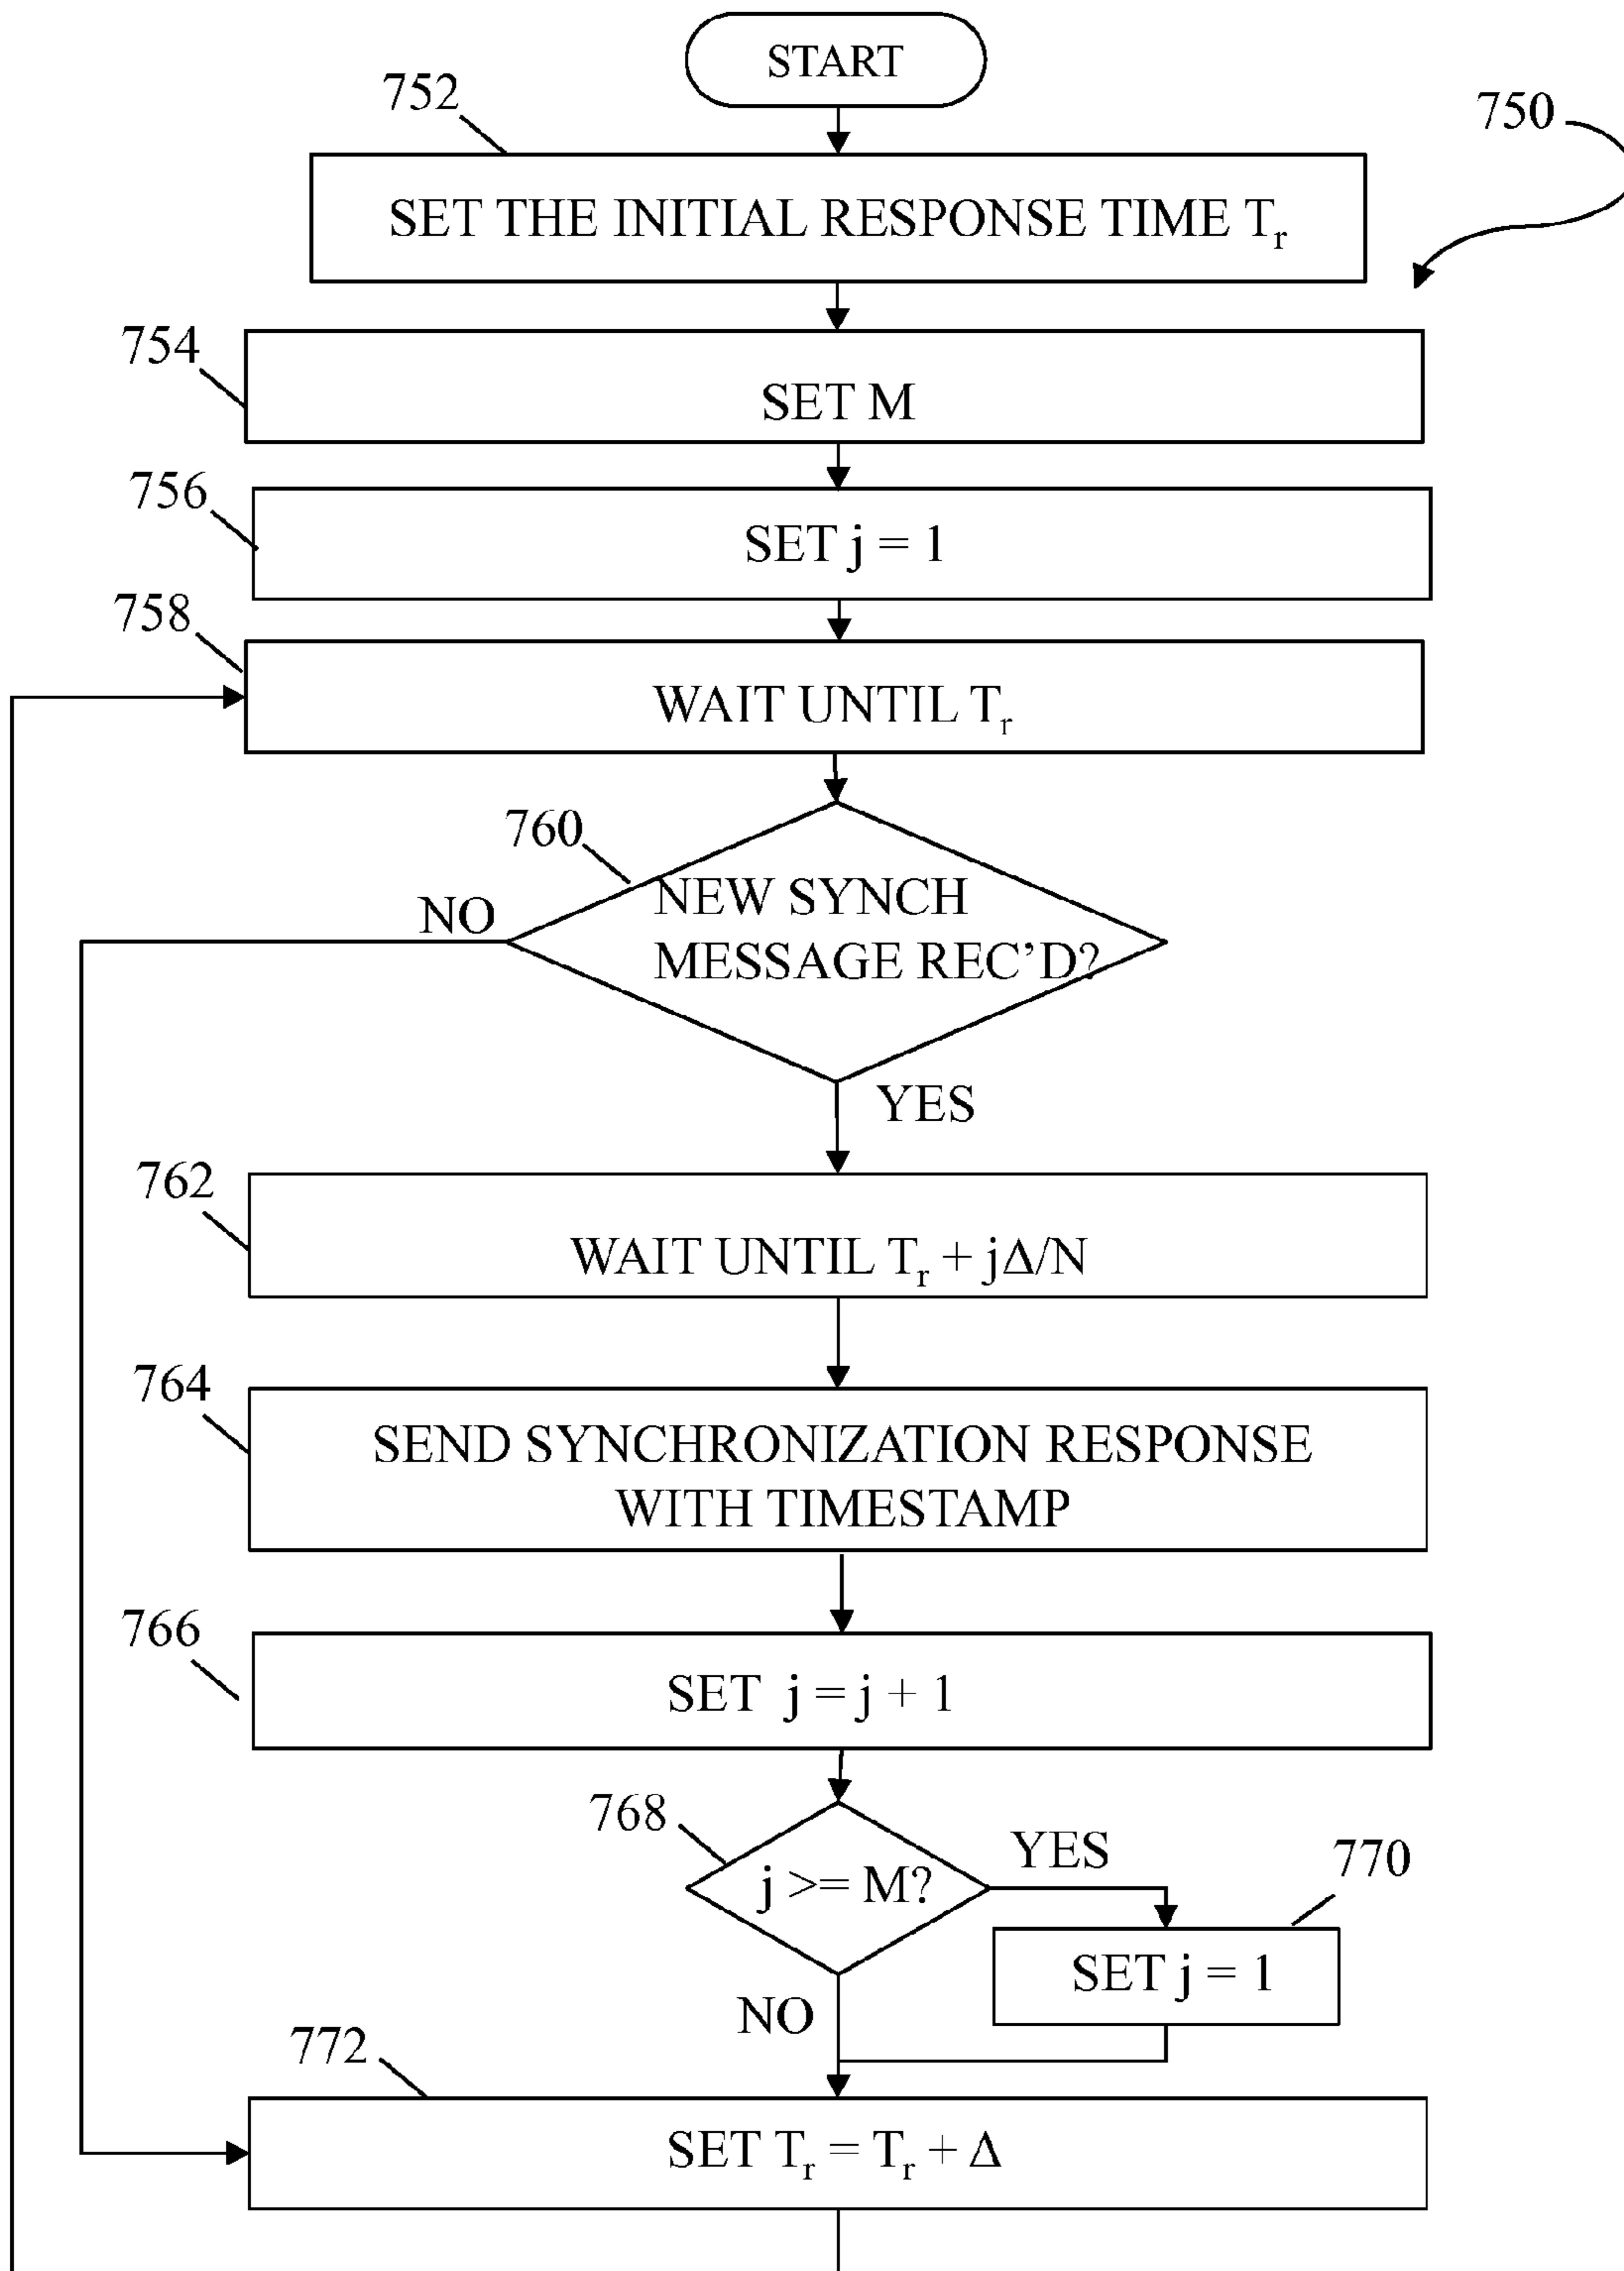 START
752
750
SET THE INITIAL RESPONSE TIME Tr
754
SET M
756
SET j = 1
758
WAIT UNTIL Tr
760
NEW SYNCH
MESSAGE REC’D?
NO
YES
762
WAIT UNTIL Tr + jΔ/N
764
SEND SYNCHRONIZATION RESPONSE
WITH TIMESTAMP
766
SET j = j + 1
768
j >= M?
YES
770
SET j = 1
NO
772
SET Tr = Tr + Δ